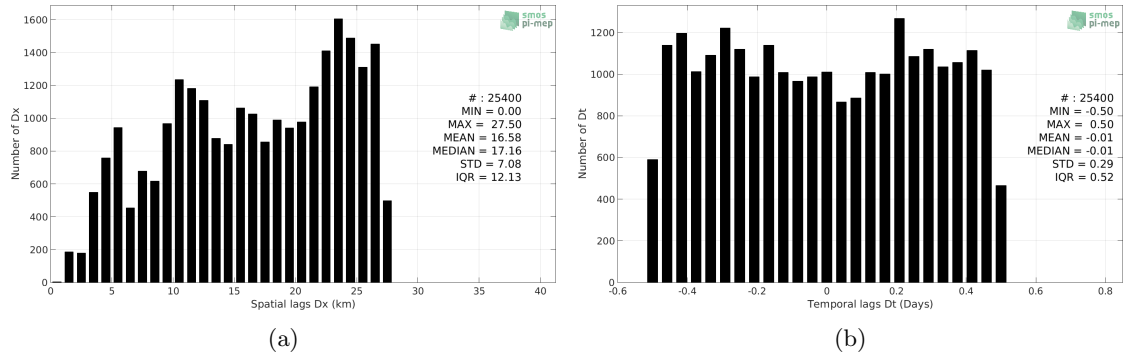 1600
1400
1200
1000
800
600
400
200
0
Number of Dx
0 5 10 15 20 25 30 35 40
Spatial lags Dx (km)
smos
pi-mep
# : 25400
MIN = 0.00
MAX = 27.50
MEAN = 16.58
MEDIAN = 17.16
STD = 7.08
IQR = 12.13
(a)
1200
1000
800
600
400
200
0
Number of Dt
-0.6 -0.4 -0.2 0 0.2 0.4 0.6 0.8
Temporal lags Dt (Days)
smos
pi-mep
# : 25400
MIN = -0.50
MAX = 0.50
MEAN = -0.01
MEDIAN = -0.01
STD = 0.29
IQR = 0.52
(b)